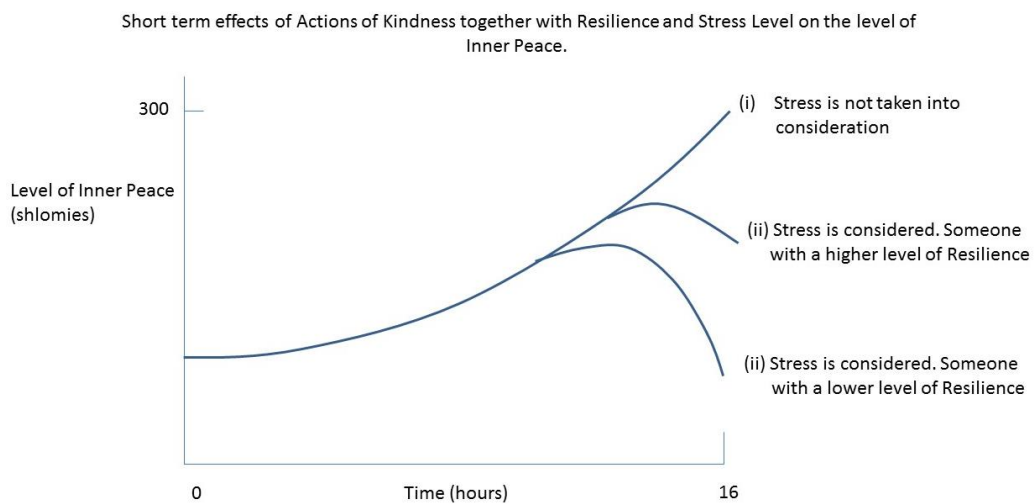 Short term effects of Actions of Kindness together with Resilience and Stress Level on the level of
Inner Peace.
300
(i) Stress is not taken into
consideration
Level of Inner Peace
(shlomies)
(ii) Stress is considered. Someone
with a higher level of Resilience
(ii) Stress is considered. Someone
with a lower level of Resilience
0 Time (hours) 16